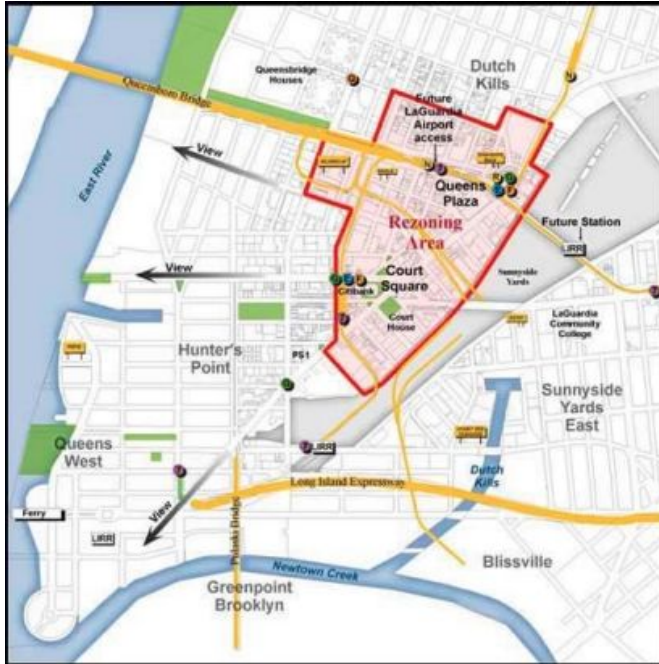 Dutch
Kills
Queensbridge
Houses
Queensboro Bridge
Future
LaGuardia
Airport
access
View
East River
Queens
Plaza
Rezoning
Area
Future Station
LIRR
View
Court
Square
Citibank
Sunnyside
Yards
Court
House
LaGuardia
Community
College
Hunter's
Point
PS1
Sunnyside
Yards
East
Queens
West
LIRR
Dutch
Kills
Long Island Expressway
View
Ferry
LIRR
Pulaski Bridge
Blissville
Newtown Creek
Greenpoint
Brooklyn